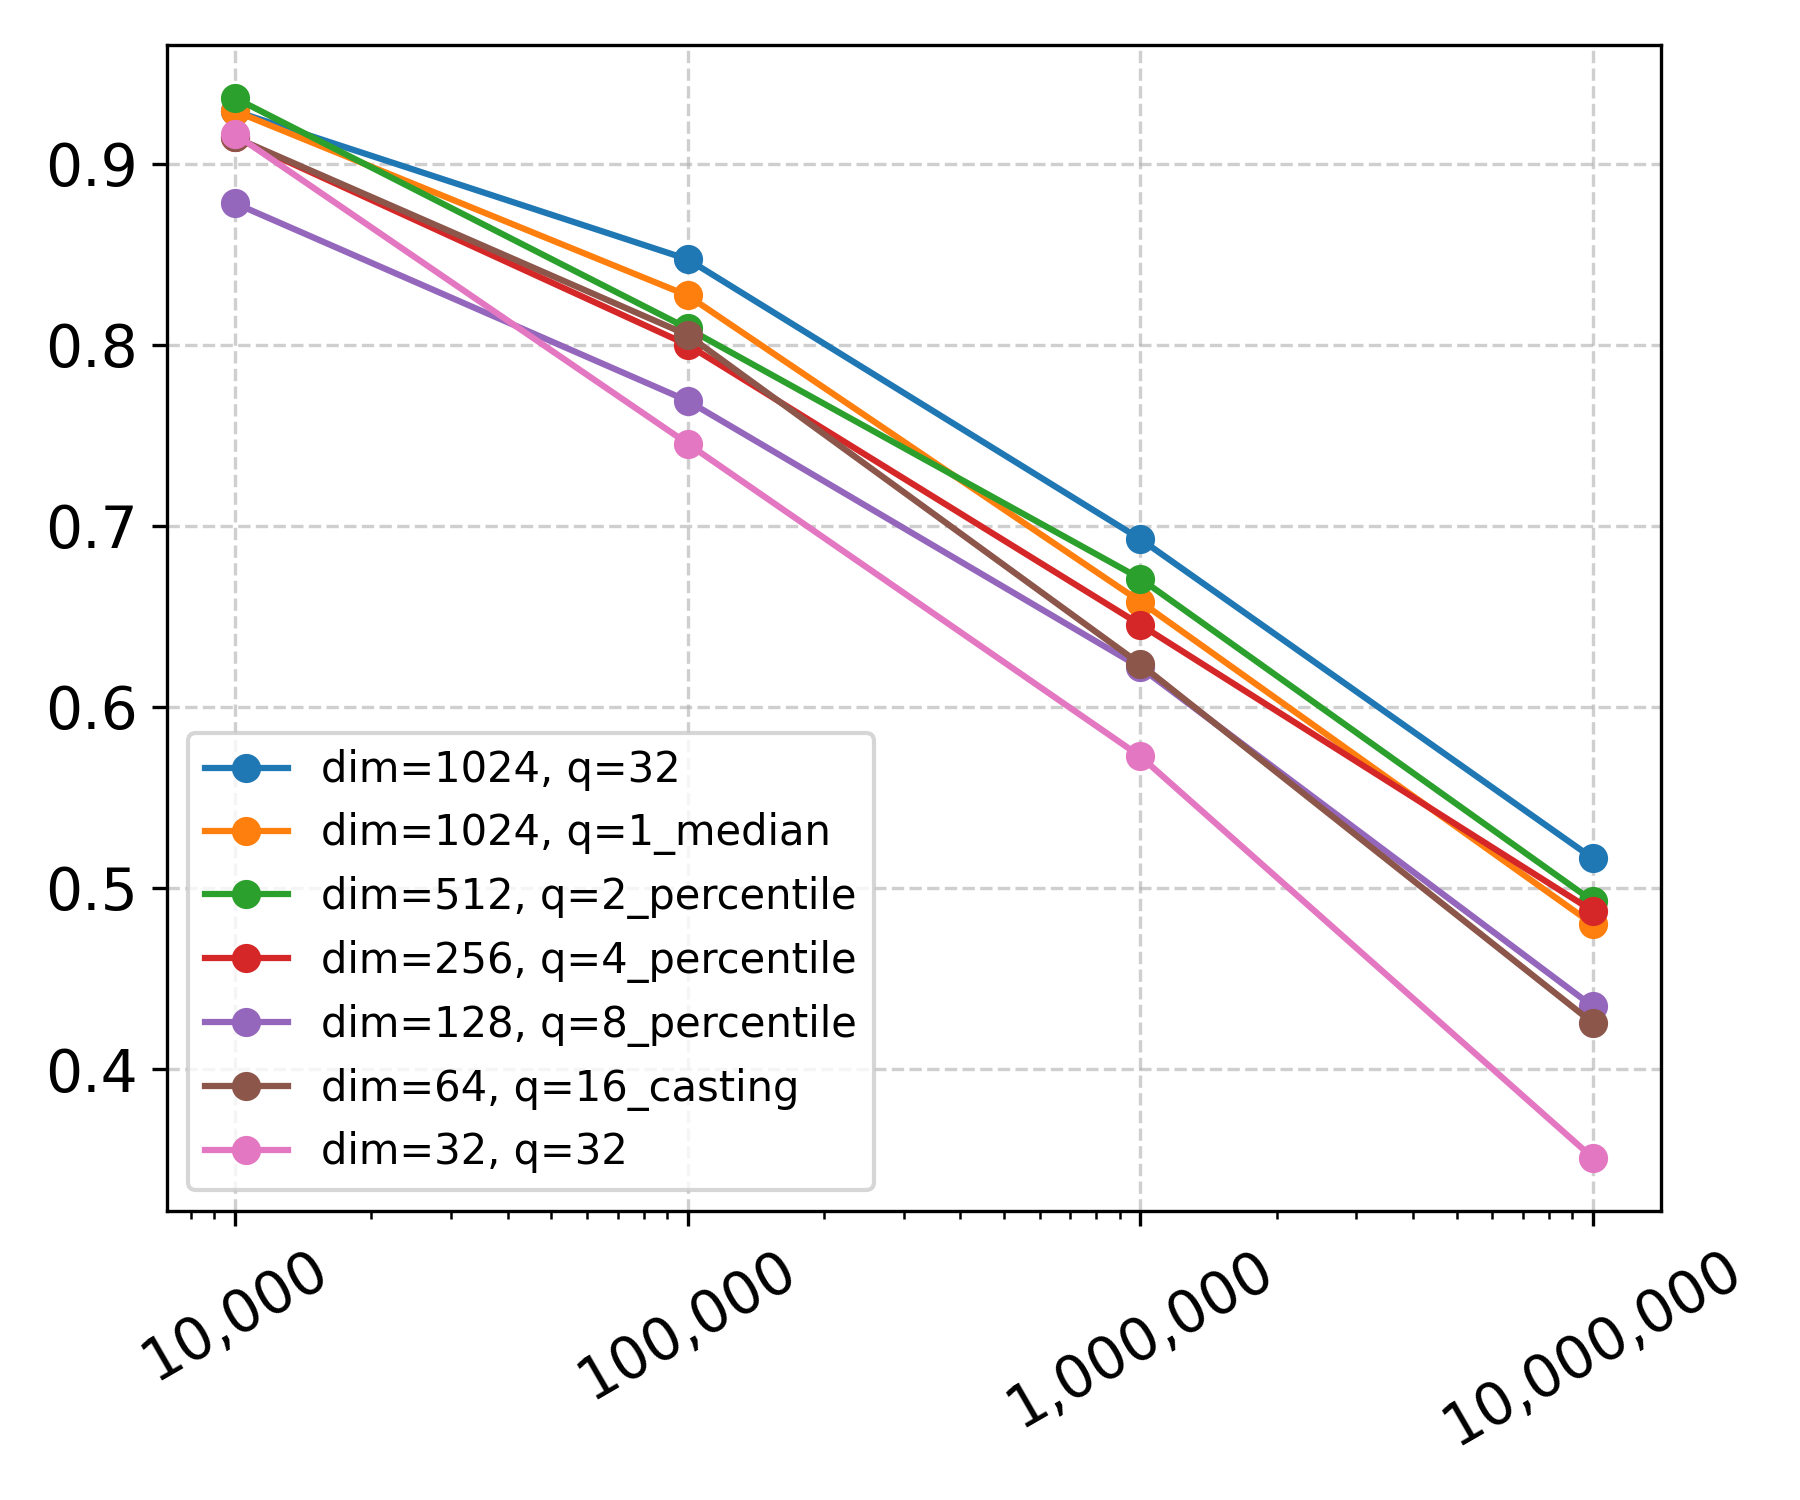 0.9
0.8
0.7
0.6
0.5
0.4
dim=1024, q=32
dim=1024, q=1_median
dim=512, q=2_percentile
dim=256, q=4_percentile
dim=128, q=8_percentile
dim=64, q=16_casting
dim=32, q=32
10,000
100,000
1,000,000
10,000,000